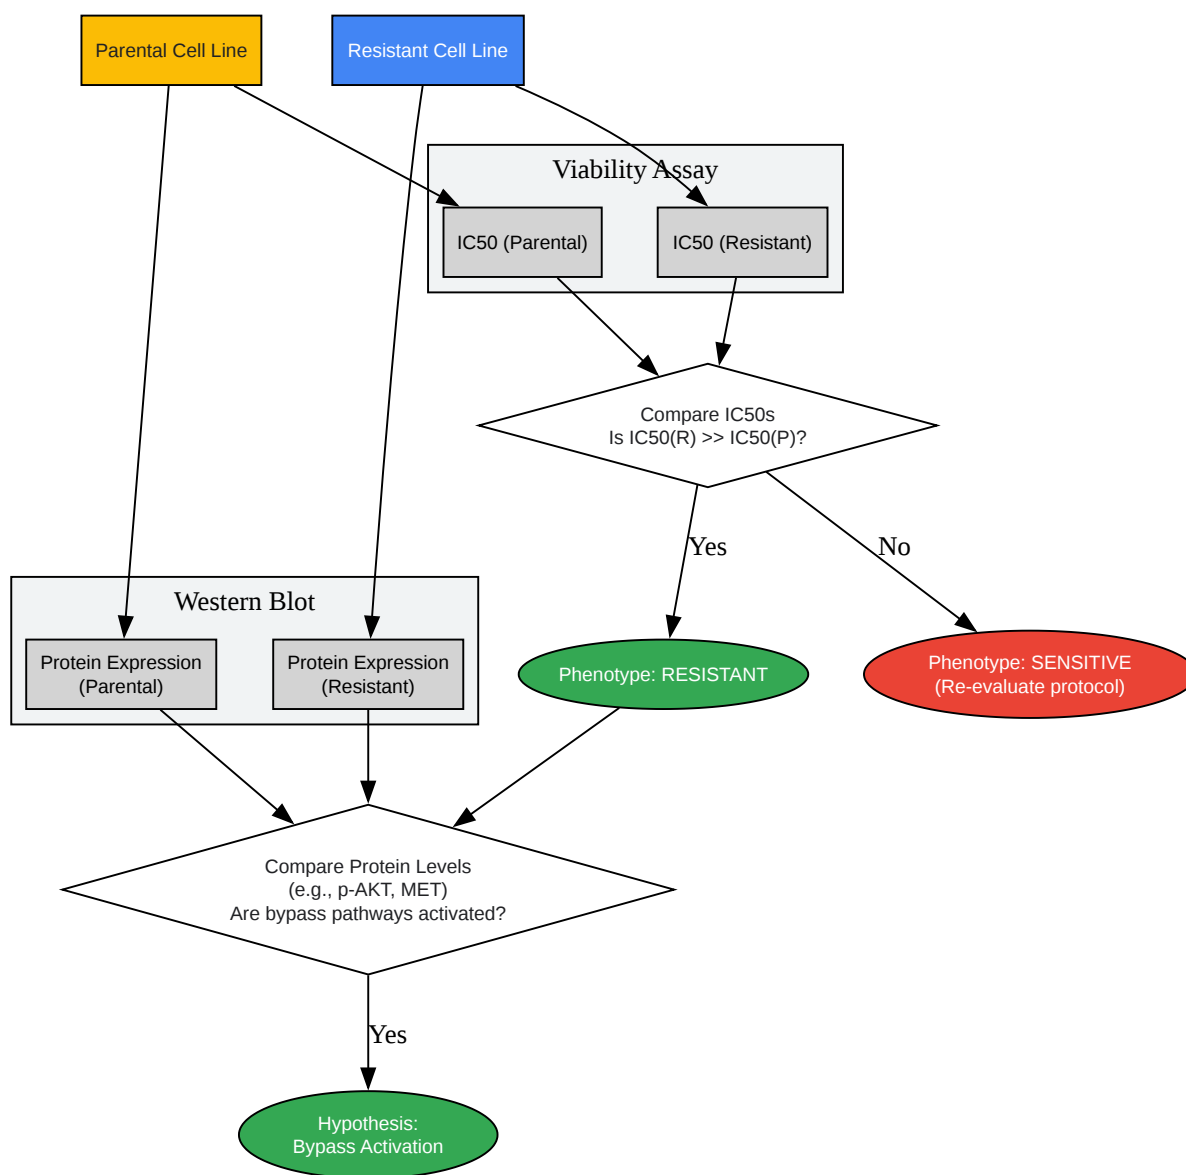 Parental Cell Line
Resistant Cell Line
Viability Assay
IC50 (Parental)
IC50 (Resistant)
Compare IC50s
Is IC50(R) >> IC50(P)?
Yes
No
Western Blot
Protein Expression
(Parental)
Protein Expression
(Resistant)
Phenotype: RESISTANT
Phenotype: SENSITIVE
(Re-evaluate protocol)
Compare Protein Levels
(e.g., p-AKT, MET)
Are bypass pathways activated?
Yes
Hypothesis:
Bypass Activation